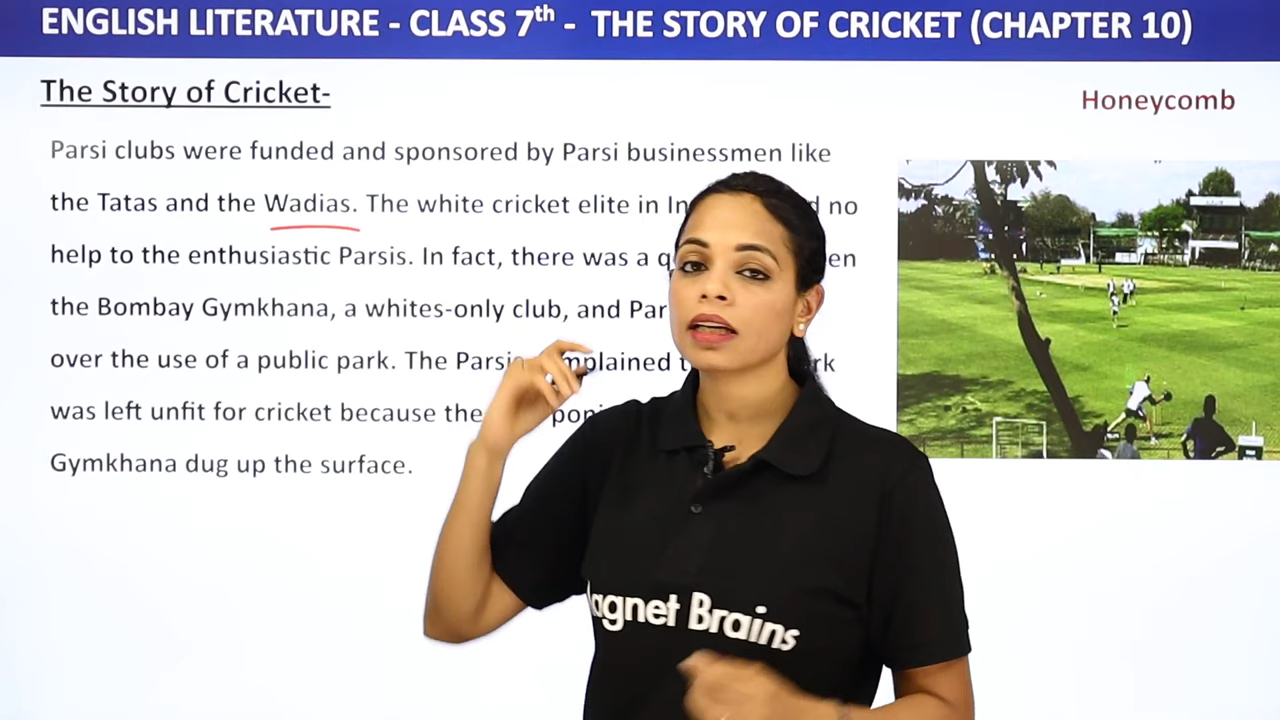 ENGLISH LITERATURE - CLASS 7th - THE STORY OF CRICKET (CHAPTER 10)
The Story of Cricket-
Honeycomb
Parsi clubs were funded and sponsored by Parsi businessmen like
the Tatas and the Wadias. The white cricket elite in no
help to the enthusiastic Parsis. In fact, there was a
the Bombay Gymkhana, a whites-only club, and
over the use of a public park. The
was left unfit for cricket because the
Gymkhana dug up the surface.
agnet Brains